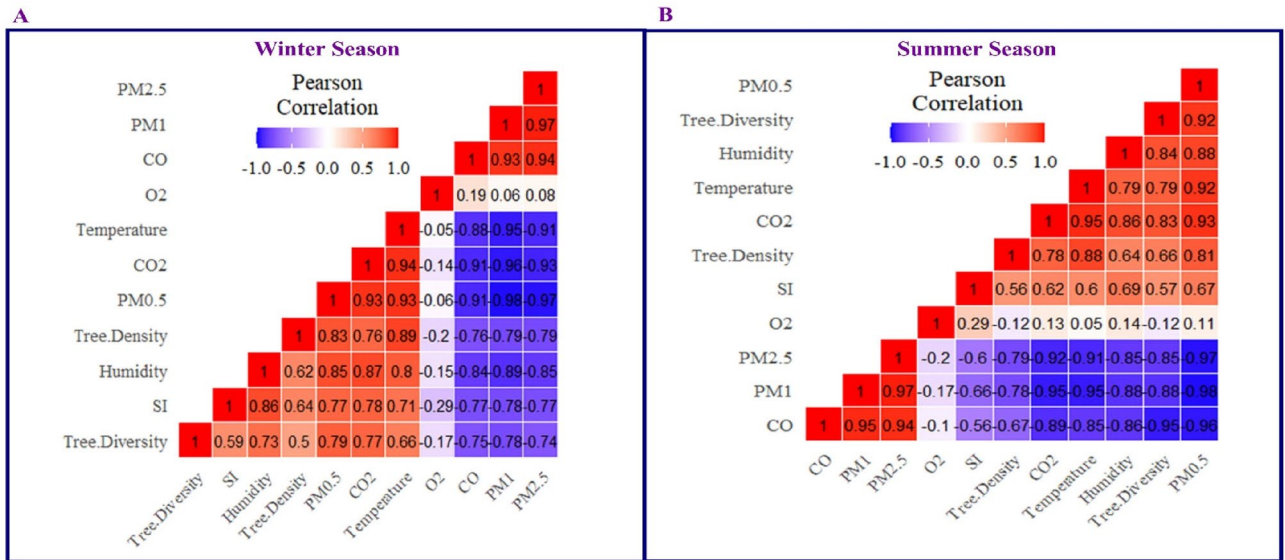 A
Winter Season
Pearson
Correlation
-1.0 -0.5 0.0 0.5 1.0
PM2.5 1
PM1 1 0.97
CO 1 0.93 0.94
O2 1 0.19 0.06 0.08
Temperature 1 -0.05 -0.88 -0.95 -0.91
CO2 1 0.94 -0.14 -0.91 -0.96 -0.93
PM0.5 1 0.93 0.93 -0.06 -0.91 -0.98 -0.97
Tree.Density 1 0.83 0.76 0.89 -0.2 -0.76 -0.79 -0.79
Humidity 1 0.62 0.85 0.87 0.8 -0.15 -0.84 -0.89 -0.85
SI 1 0.86 0.64 0.77 0.78 0.71 -0.29 -0.77 -0.78 -0.77
Tree.Diversity 1 0.59 0.73 0.5 0.79 0.77 0.66 -0.17 -0.75 -0.78 -0.74
Tree.Diversity SI Humidity Tree.Density PM0.5 CO2 Temperature O2 CO PM1 PM2.5
B
Summer Season
Pearson
Correlation
-1.0 -0.5 0.0 0.5 1.0
PM0.5 1
Tree.Diversity 1 0.92
Humidity 1 0.84 0.88
Temperature 1 0.79 0.79 0.92
CO2 1 0.95 0.86 0.83 0.93
Tree.Density 1 0.78 0.88 0.64 0.66 0.81
SI 1 0.56 0.62 0.6 0.69 0.57 0.67
O2 1 0.29 -0.12 0.13 0.05 0.14 -0.12 0.11
PM2.5 1 -0.2 -0.6 -0.79 -0.92 -0.91 -0.85 -0.85 -0.97
PM1 1 0.97 -0.17 -0.66 -0.78 -0.95 -0.95 -0.88 -0.88 -0.98
CO 1 0.95 0.94 -0.1 -0.56 -0.67 -0.89 -0.85 -0.86 -0.95 -0.96
CO PM1 PM2.5 O2 SI Tree.Density CO2 Temperature Humidity Tree.Diversity PM0.5